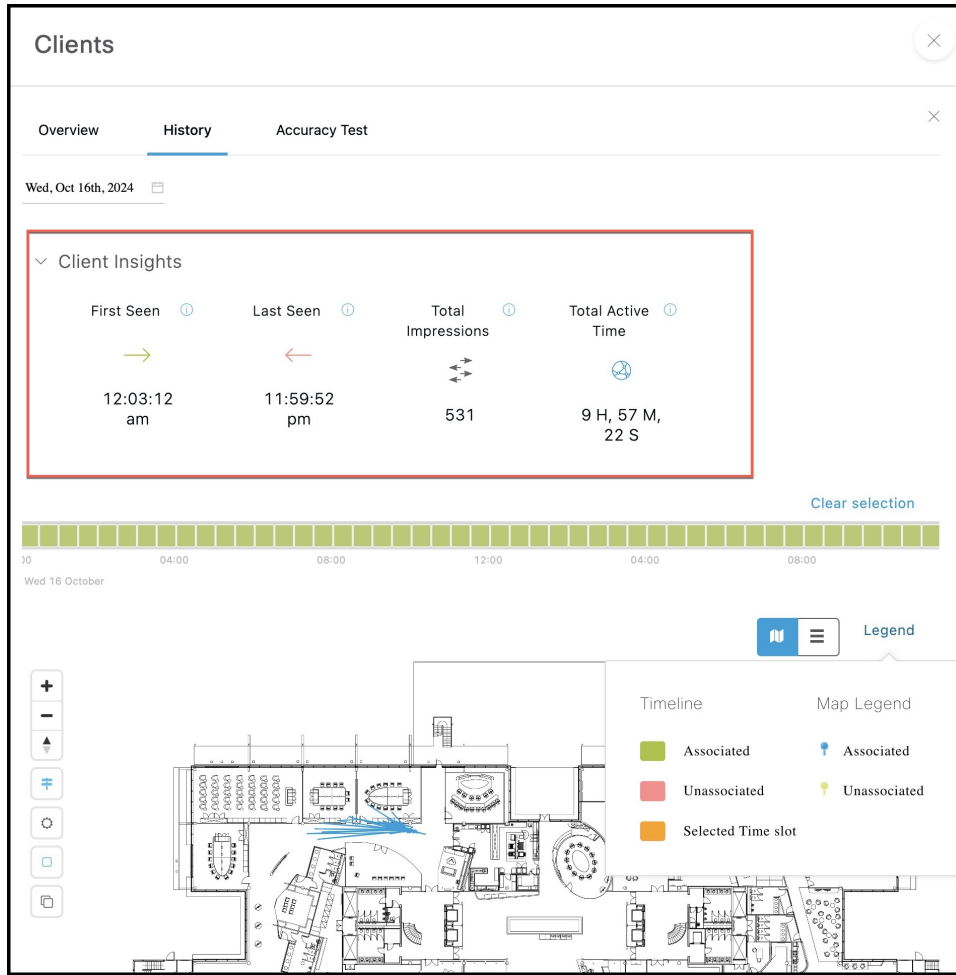 Clients
Overview History Accuracy Test
Wed, Oct 16th, 2024
Client Insights
First Seen Last Seen Total Impressions Total Active Time
12:03:12 am 11:59:52 pm 531 9 H, 57 M, 22 S
Clear selection
00 04:00 08:00 12:00 04:00 08:00
Wed 16 October
Legend
Timeline Map Legend
Associated Associated
Unassociated Unassociated
Selected Time slot